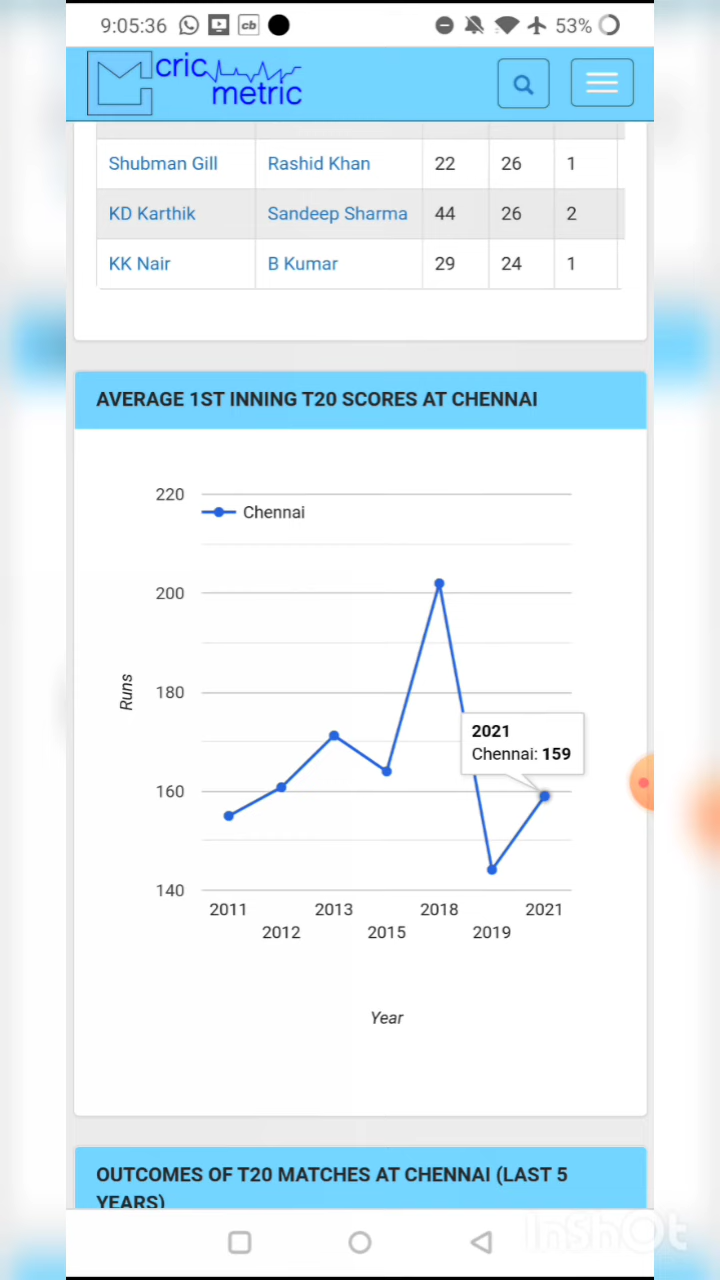 9:05:36 cb 53%
cric
metric
Shubman Gill Rashid Khan 22 26 1
KD Karthik Sandeep Sharma 44 26 2
KK Nair B Kumar 29 24 1
AVERAGE 1ST INNING T20 SCORES AT CHENNAI
220
Chennai
200
Runs
180
2021
Chennai: 159
160
140
2011 2013 2018 2021
2012 2015 2019
Year
OUTCOMES OF T20 MATCHES AT CHENNAI (LAST 5
YEARS)
InShOt